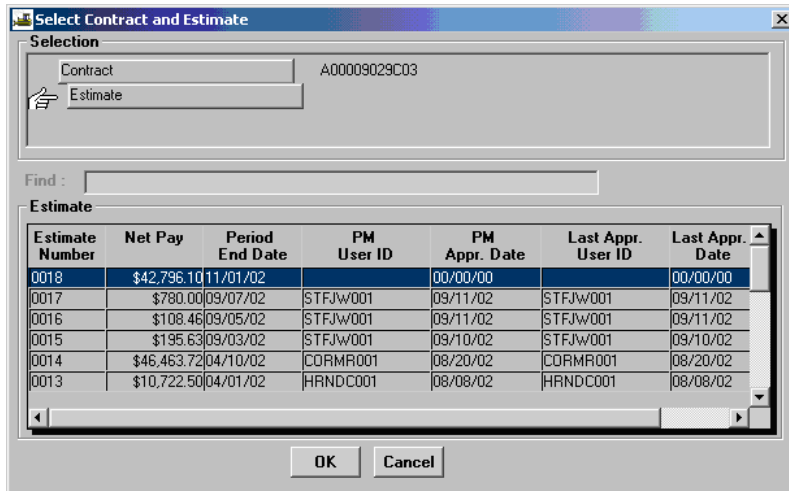 Select Contract and Estimate
Selection
Contract A00009029C03
Estimate
Find :
Estimate
Estimate Number Net Pay Period End Date PM User ID PM Appr. Date Last Appr. User ID Last Appr. Date
0018 $42,796.10 11/01/02 00/00/00 00/00/00
0017 $780.00 09/07/02 STFJW001 09/11/02 STFJW001 09/11/02
0016 $108.46 09/05/02 STFJW001 09/11/02 STFJW001 09/11/02
0015 $195.63 09/03/02 STFJW001 09/10/02 STFJW001 09/10/02
0014 $46,463.72 04/10/02 CORMR001 08/20/02 CORMR001 08/20/02
0013 $10,722.50 04/01/02 HRNDC001 08/08/02 HRNDC001 08/08/02
OK Cancel